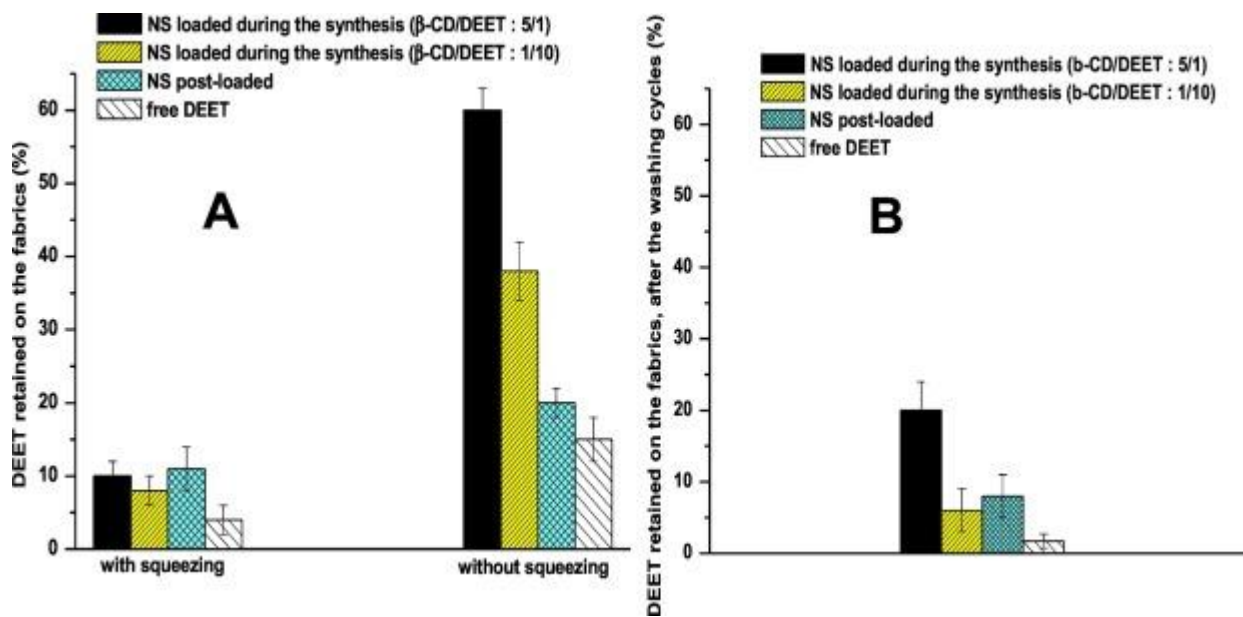 NS loaded during the synthesis (β-CD/DEET : 5/1)
NS loaded during the synthesis (β-CD/DEET : 1/10)
NS post-loaded
free DEET
DEET retained on the fabrics (%)
60
50
40
30
20
10
0
A
with squeezing
without squeezing
DEET retained on the fabrics, after the washing cycles (%)
NS loaded during the synthesis (b-CD/DEET : 5/1)
NS loaded during the synthesis (b-CD/DEET : 1/10)
NS post-loaded
free DEET
60
50
40
30
20
10
0
B